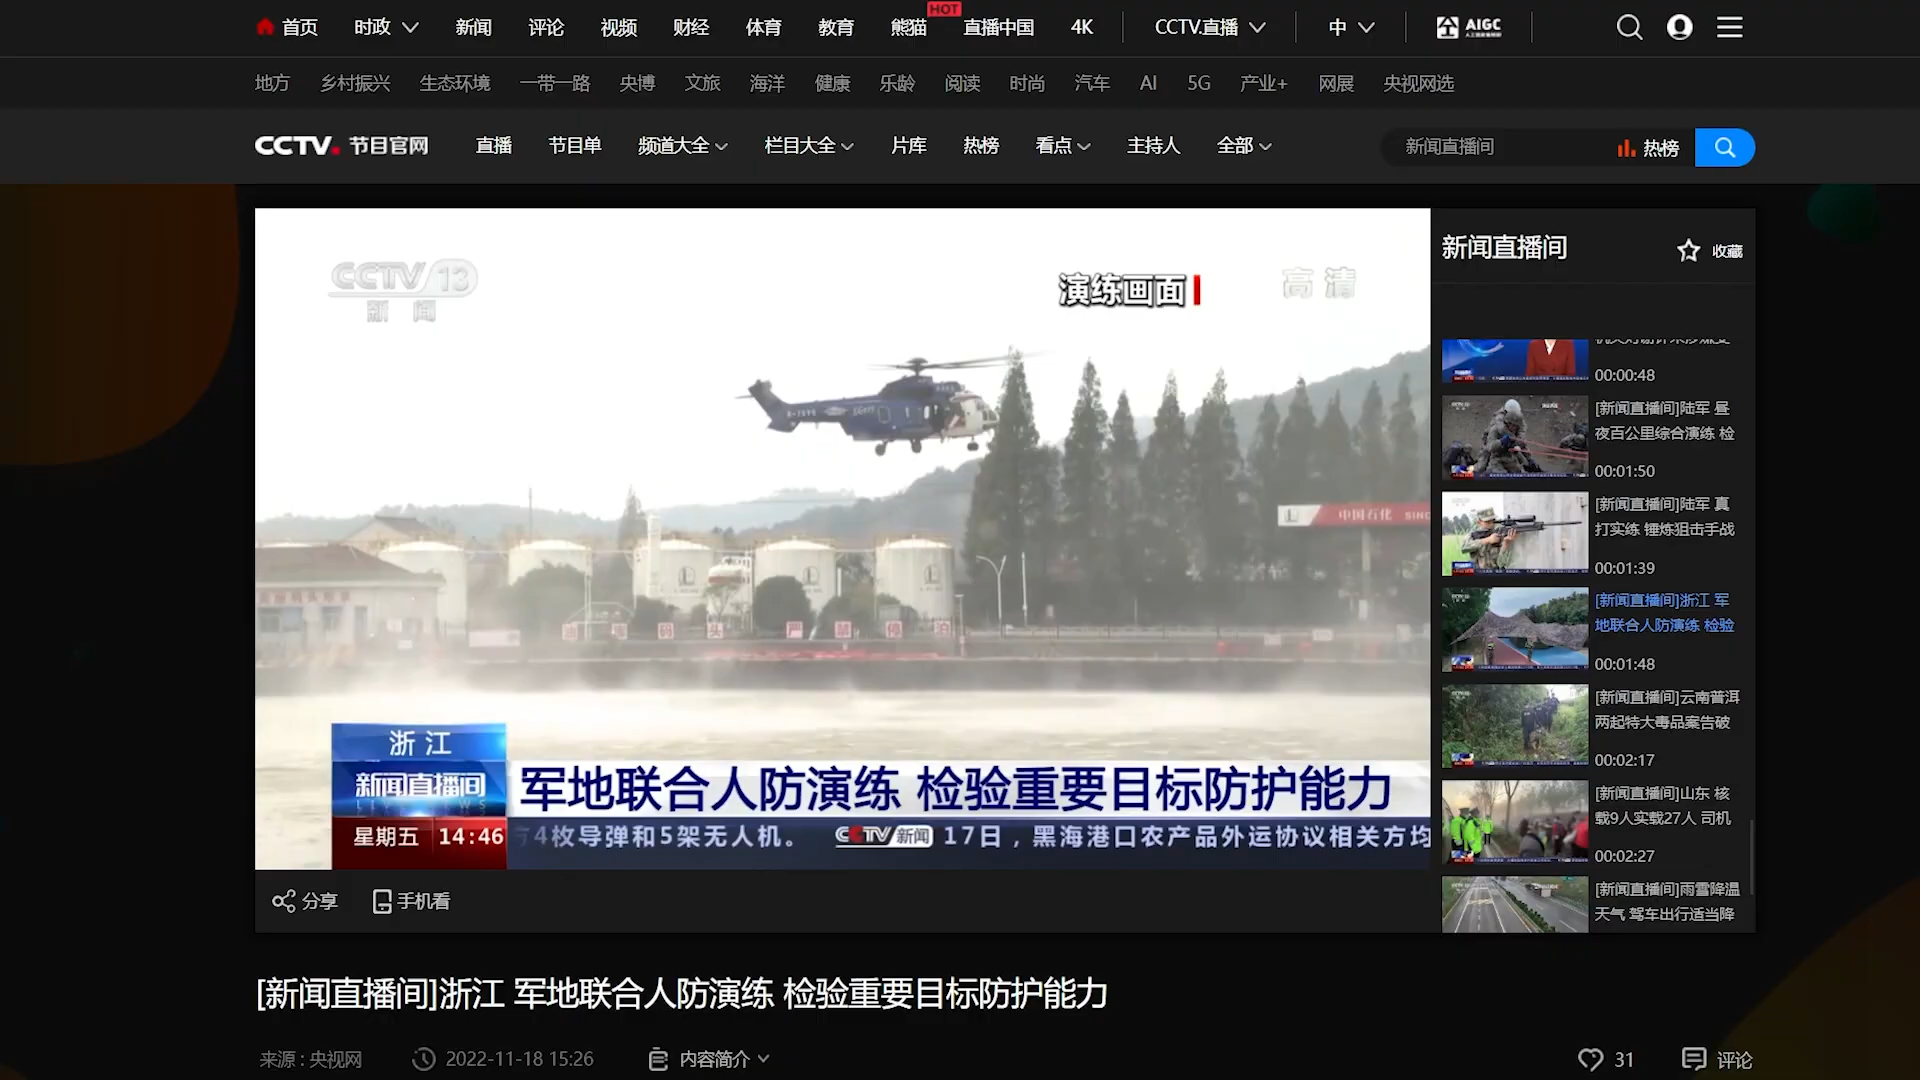 首页 时政 新闻 评论 视频 财经 体育 教育 熊猫 HOT 直播中国 4K CCTV.直播 中 AIGC
地方 乡村振兴 生态环境 一带一路 央博 文旅 海洋 健康 乐龄 阅读 时尚 汽车 AI 5G 产业+ 网展 央视网选
CCTV. 节目官网 直播 节目单 频道大全 栏目大全 片库 热榜 看点 主持人 全部 新闻直播间 热榜
CCTV 13
新闻
演练画面
高清
中国石化 SINO
油库码头严禁停泊
浙江
新闻直播间
LIVE NEWS
军地联合人防演练 检验重要目标防护能力
星期五 14:46
4枚导弹和5架无人机。 CCTV新闻 17日，黑海港口农产品外运协议相关方均
分享 手机看
新闻直播间 收藏
00:00:48
[新闻直播间]陆军 昼
夜百公里综合演练 检
00:01:50
[新闻直播间]陆军 真
打实练 锤炼狙击手战
00:01:39
[新闻直播间]浙江 军
地联合人防演练 检验
00:01:48
[新闻直播间]云南普洱
两起特大毒品案告破
00:02:17
[新闻直播间]山东 核
载9人实载27人 司机
00:02:27
[新闻直播间]雨雪降温
天气 驾车出行适当降
[新闻直播间]浙江 军地联合人防演练 检验重要目标防护能力
来源 : 央视网 2022-11-18 15:26 内容简介 31 评论